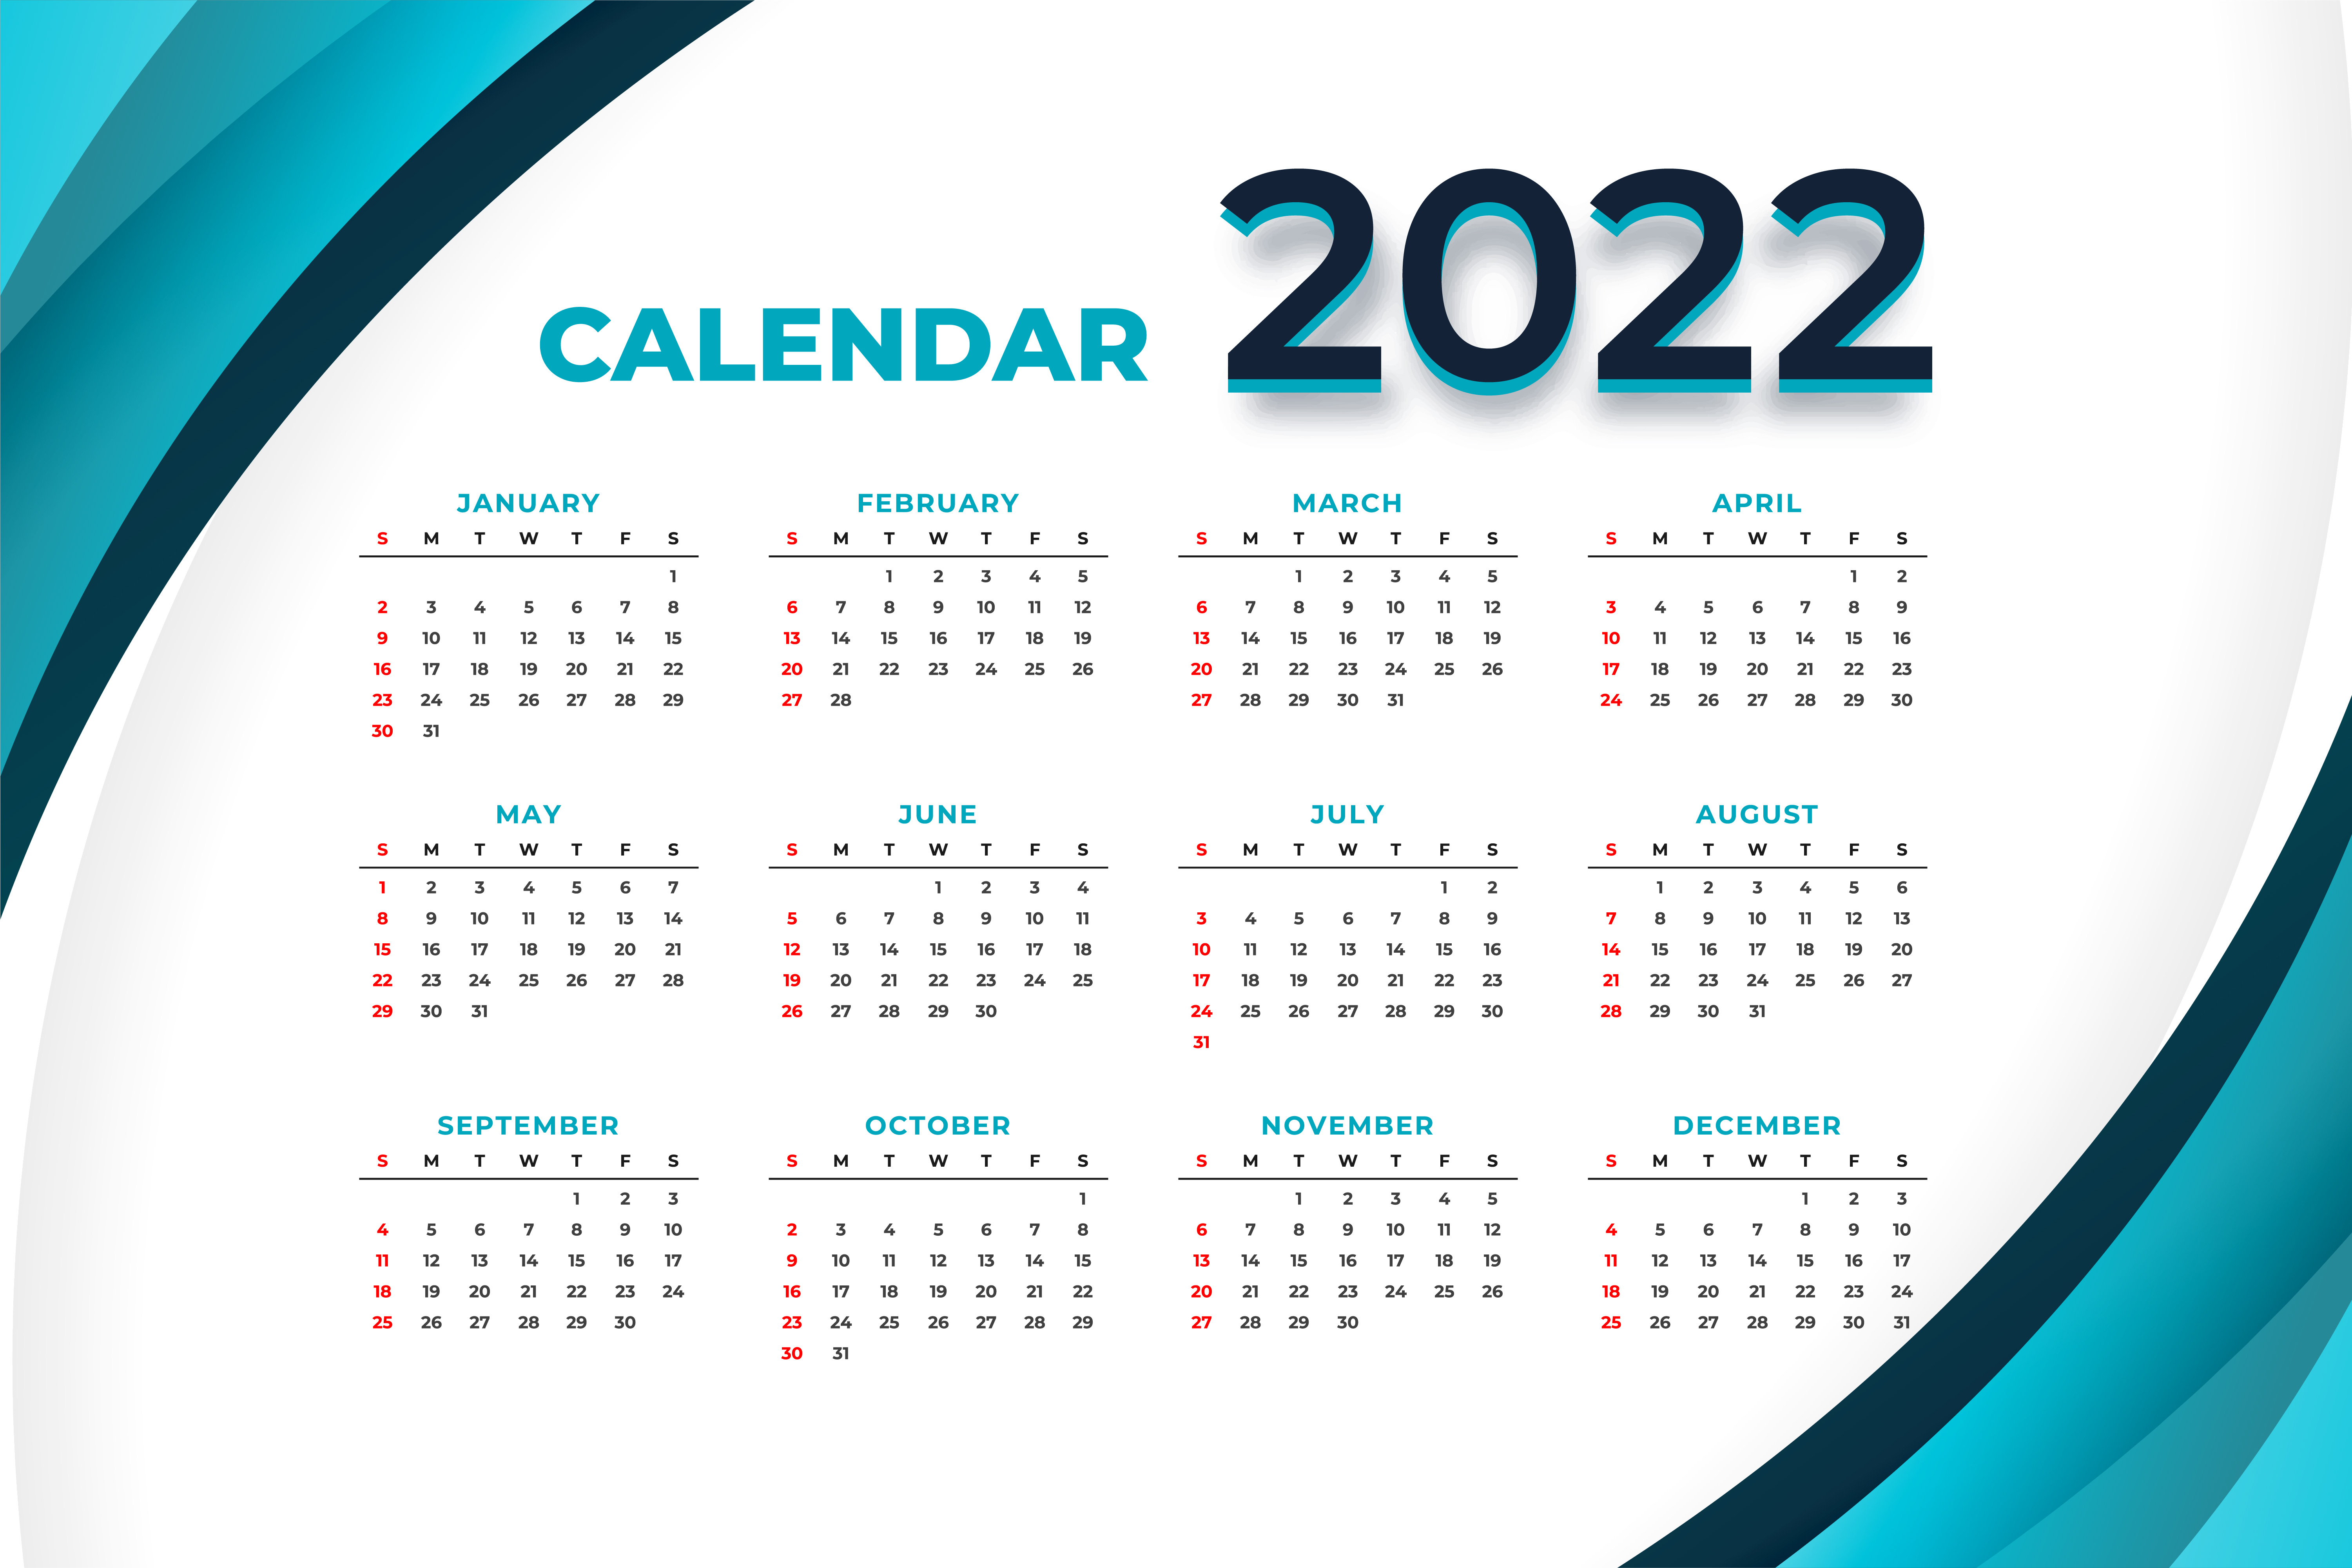 CALENDAR 2022
JANUARY
S M T W T F S
1
2 3 4 5 6 7 8
9 10 11 12 13 14 15
16 17 18 19 20 21 22
23 24 25 26 27 28 29
30 31
FEBRUARY
S M T W T F S
1 2 3 4 5
6 7 8 9 10 11 12
13 14 15 16 17 18 19
20 21 22 23 24 25 26
27 28
MARCH
S M T W T F S
1 2 3 4 5
6 7 8 9 10 11 12
13 14 15 16 17 18 19
20 21 22 23 24 25 26
27 28 29 30 31
APRIL
S M T W T F S
1 2
3 4 5 6 7 8 9
10 11 12 13 14 15 16
17 18 19 20 21 22 23
24 25 26 27 28 29 30
MAY
S M T W T F S
1 2 3 4 5 6 7
8 9 10 11 12 13 14
15 16 17 18 19 20 21
22 23 24 25 26 27 28
29 30 31
JUNE
S M T W T F S
1 2 3 4
5 6 7 8 9 10 11
12 13 14 15 16 17 18
19 20 21 22 23 24 25
26 27 28 29 30
JULY
S M T W T F S
1 2
3 4 5 6 7 8 9
10 11 12 13 14 15 16
17 18 19 20 21 22 23
24 25 26 27 28 29 30
31
AUGUST
S M T W T F S
1 2 3 4 5 6
7 8 9 10 11 12 13
14 15 16 17 18 19 20
21 22 23 24 25 26 27
28 29 30 31
SEPTEMBER
S M T W T F S
1 2 3
4 5 6 7 8 9 10
11 12 13 14 15 16 17
18 19 20 21 22 23 24
25 26 27 28 29 30
OCTOBER
S M T W T F S
1
2 3 4 5 6 7 8
9 10 11 12 13 14 15
16 17 18 19 20 21 22
23 24 25 26 27 28 29
30 31
NOVEMBER
S M T W T F S
1 2 3 4 5
6 7 8 9 10 11 12
13 14 15 16 17 18 19
20 21 22 23 24 25 26
27 28 29 30
DECEMBER
S M T W T F S
1 2 3
4 5 6 7 8 9 10
11 12 13 14 15 16 17
18 19 20 21 22 23 24
25 26 27 28 29 30 31